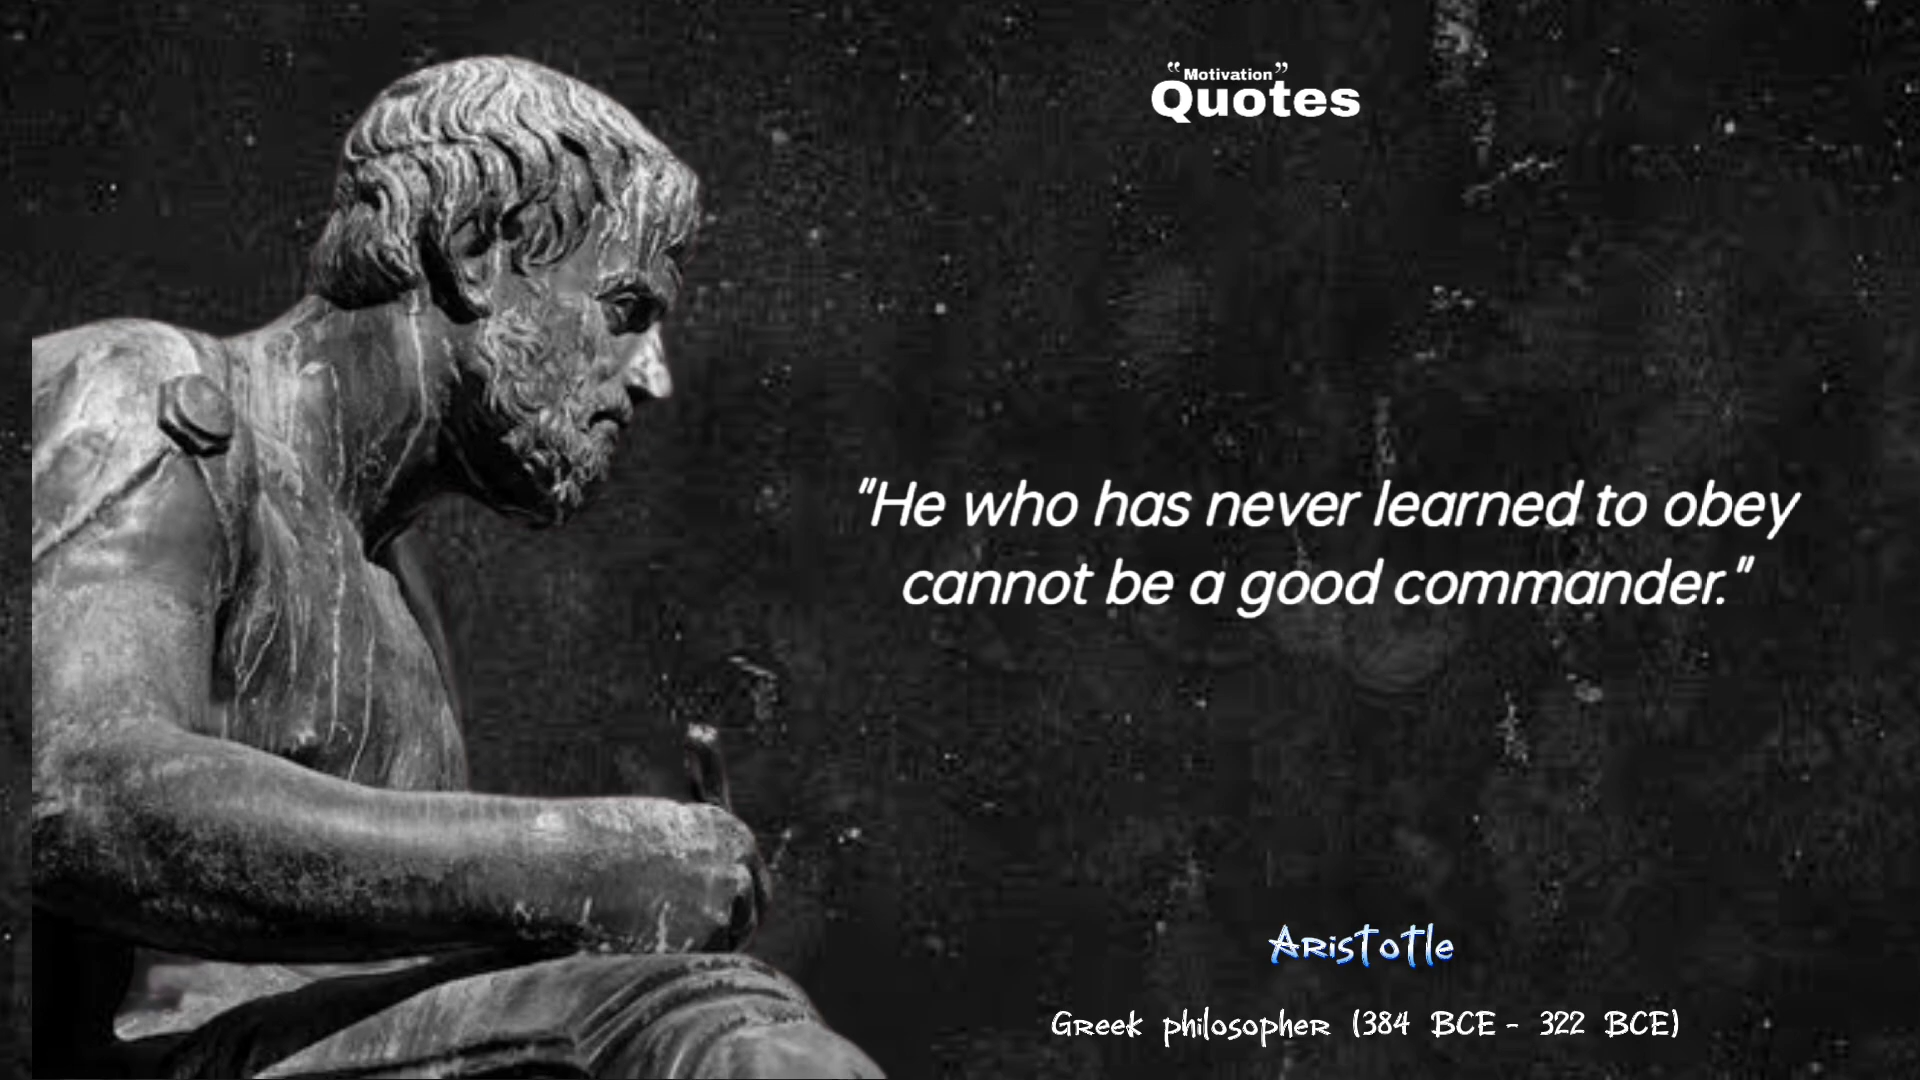 “Motivation”
Quotes
"He who has never learned to obey
cannot be a good commander."
Aristotle
Greek philosopher (384 BCE - 322 BCE)